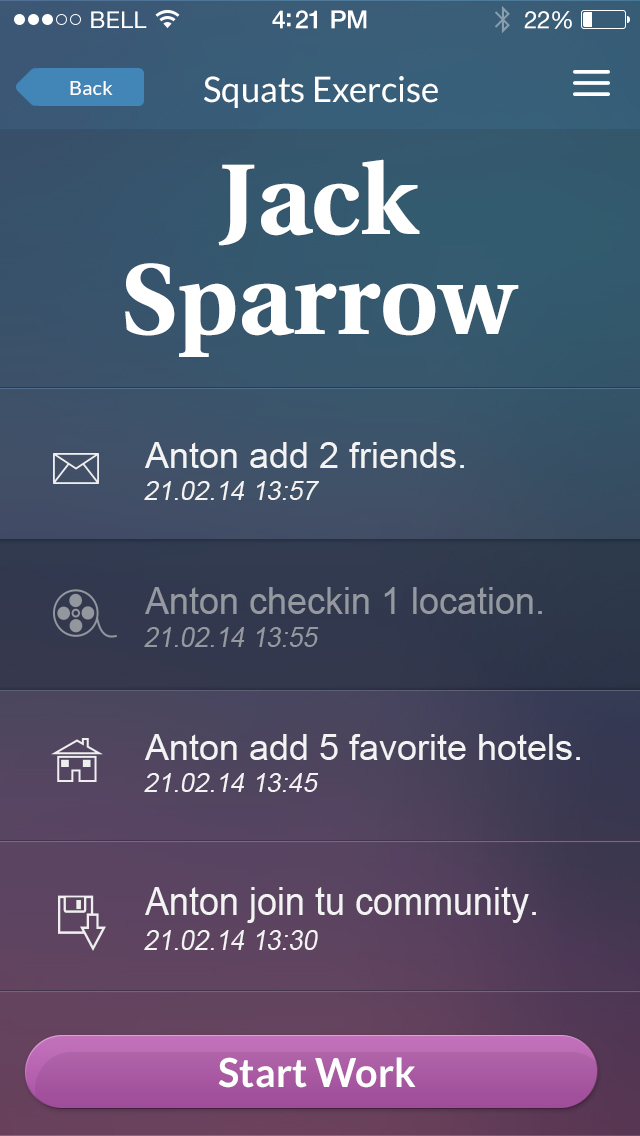 BELL 4:21 PM 22%
Back Squats Exercise
Jack
Sparrow
Anton add 2 friends.
21.02.14 13:57
Anton checkin 1 location.
21.02.14 13:55
Anton add 5 favorite hotels.
21.02.14 13:45
Anton join tu community.
21.02.14 13:30
Start Work